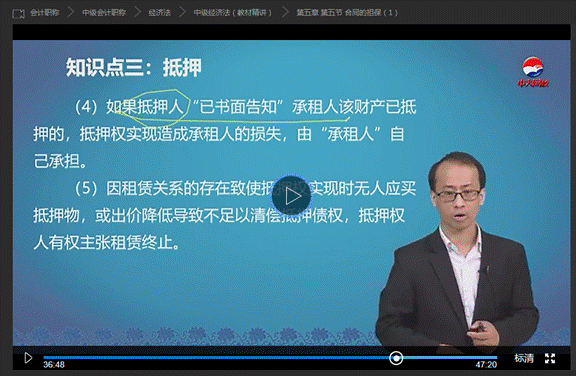 会计职称 > 中级会计职称 > 经济法 > 中级经济法（教材精讲） > 第五章 第五节 合同的担保（1）
知识点三：抵押
（4）如果抵押人“已书面告知”承租人该财产已抵
押的，抵押权实现造成承租人的损失，由“承租人”自
己承担。
（5）因租赁关系的存在致使抵押权实现时无人应买
抵押物，或出价降低导致不足以清偿抵押债权，抵押权
人有权主张租赁终止。
36:48
47:20
标清